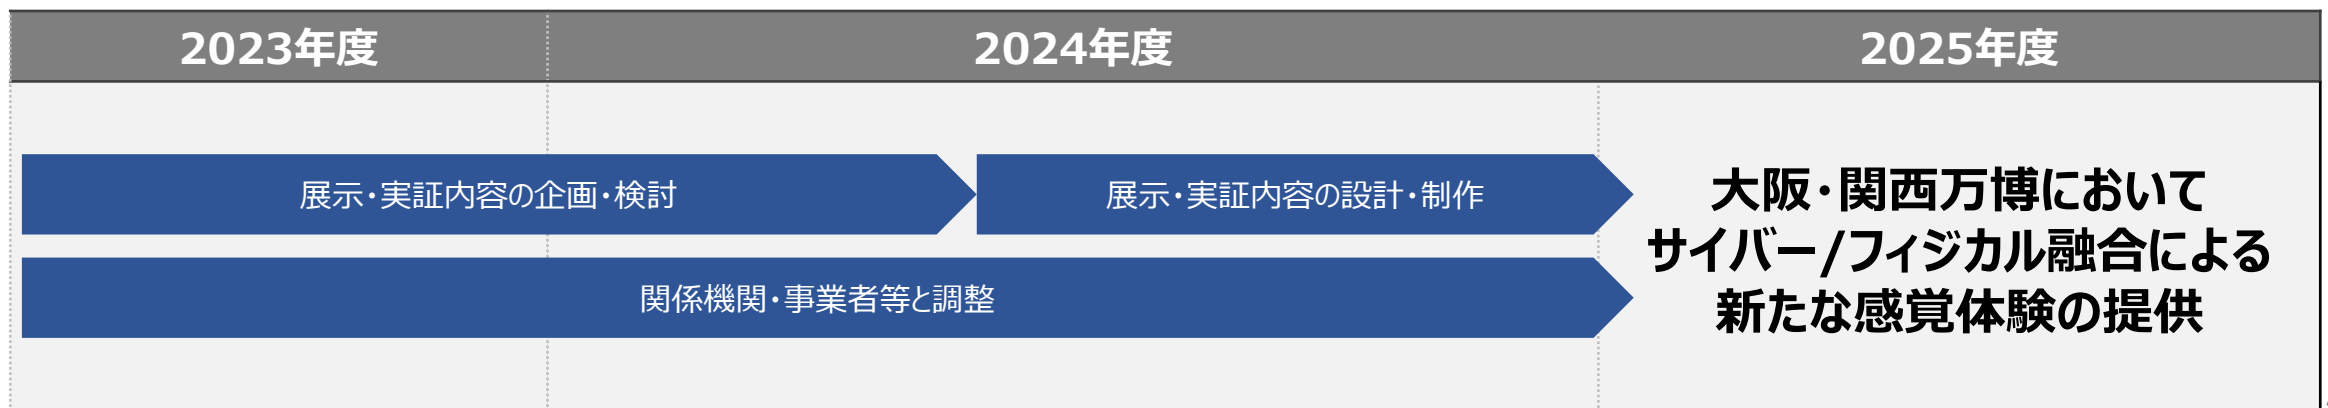 2023年度 2024年度 2025年度
展示・実証内容の企画・検討 展示・実証内容の設計・制作
関係機関・事業者等と調整
大阪・関西万博において
サイバー/フィジカル融合による
新たな感覚体験の提供